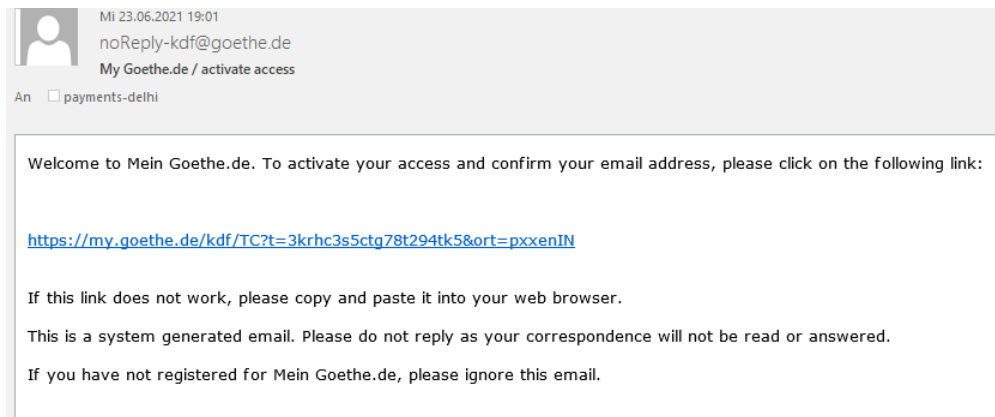 Mi 23.06.2021 19:01
noReply-kdf@goethe.de
My Goethe.de / activate access
An payments-delhi
Welcome to Mein Goethe.de. To activate your access and confirm your email address, please click on the following link:
https://my.goethe.de/kdf/TC?t=3krhc3s5ctg78t294tk5&ort=pxxenIN
If this link does not work, please copy and paste it into your web browser.
This is a system generated email. Please do not reply as your correspondence will not be read or answered.
If you have not registered for Mein Goethe.de, please ignore this email.